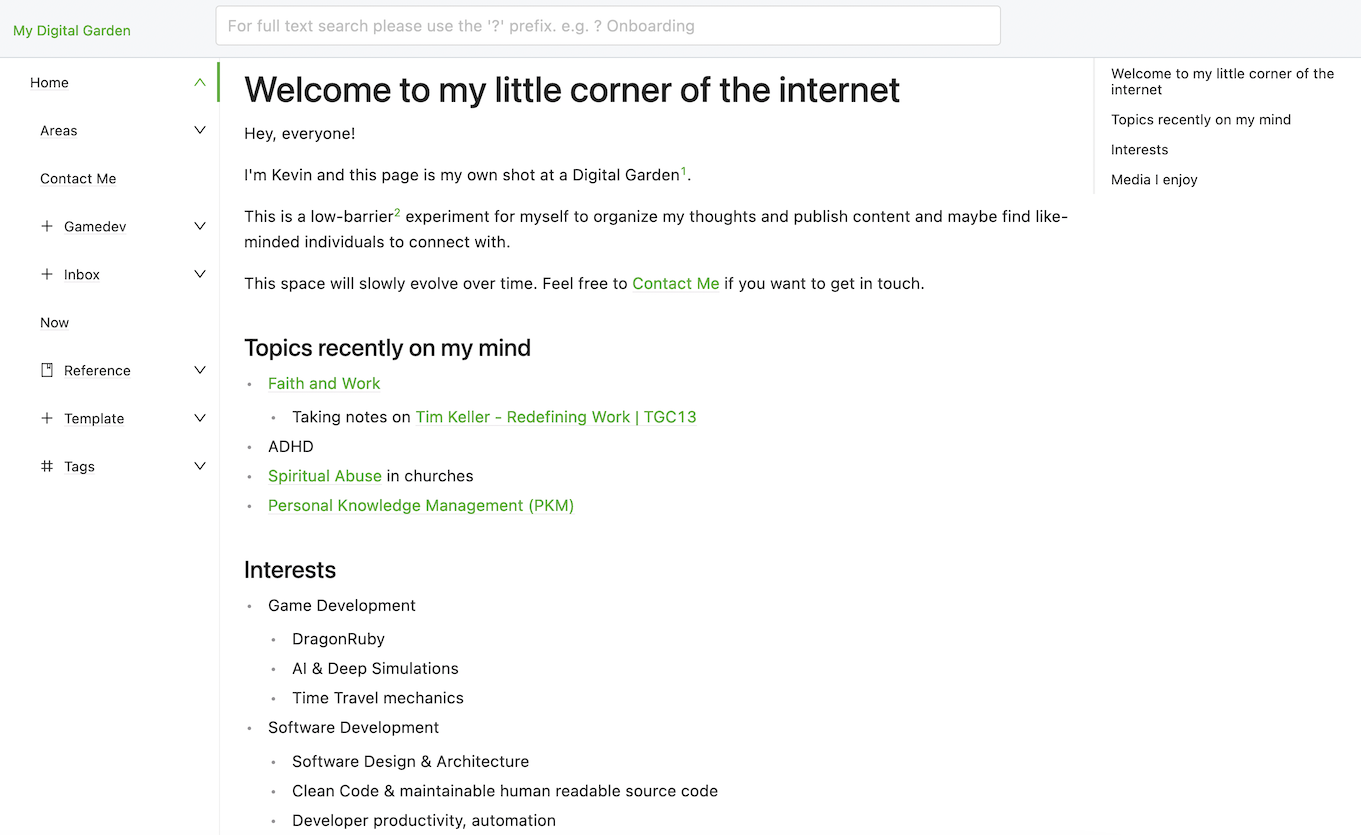 My Digital Garden
For full text search please use the '?' prefix. e.g. ? Onboarding
Home
Areas
Contact Me
Gamedev
Inbox
Now
Reference
Template
Tags
Welcome to my little corner of the internet
Hey, everyone!
I'm Kevin and this page is my own shot at a Digital Garden1.
This is a low-barrier2 experiment for myself to organize my thoughts and publish content and maybe find like-
minded individuals to connect with.
This space will slowly evolve over time. Feel free to Contact Me if you want to get in touch.
Topics recently on my mind
Faith and Work
Taking notes on Tim Keller - Redefining Work | TGC13
ADHD
Spiritual Abuse in churches
Personal Knowledge Management (PKM)
Interests
Game Development
DragonRuby
AI & Deep Simulations
Time Travel mechanics
Software Development
Software Design & Architecture
Clean Code & maintainable human readable source code
Developer productivity, automation
Welcome to my little corner of the
internet
Topics recently on my mind
Interests
Media I enjoy